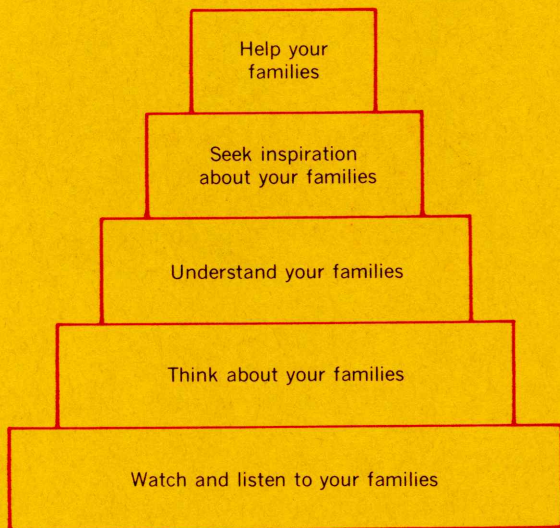 Help your
families
Seek inspiration
about your families
Understand your families
Think about your families
Watch and listen to your families